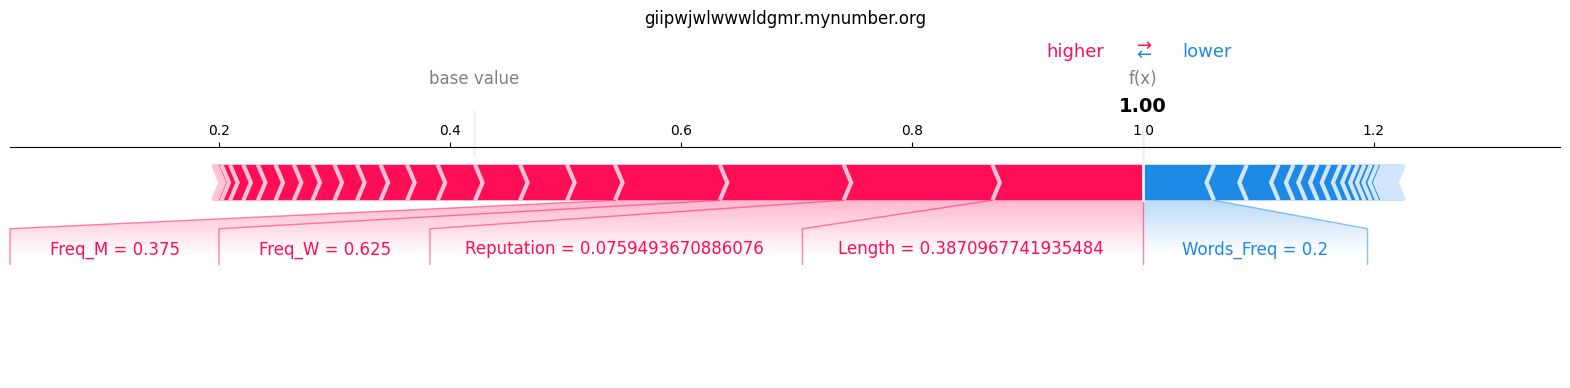 giipwjwlwwwldgmr.mynumber.org
higher ⇄ lower
base value f(x)
1.00
0.2 0.4 0.6 0.8 1.0 1.2
Freq_M = 0.375 Freq_W = 0.625 Reputation = 0.0759493670886076 Length = 0.3870967741935484 Words_Freq = 0.2